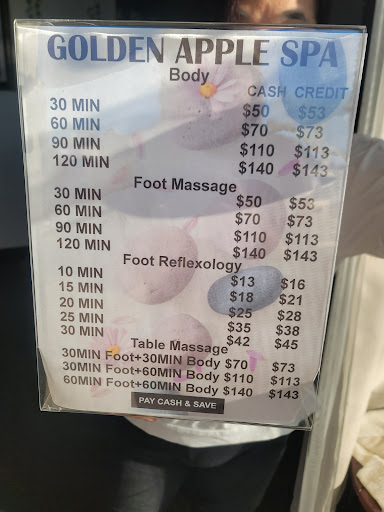 GOLDEN APPLE SPA
Body
CASH CREDIT
30 MIN $50 $53
60 MIN $70 $73
90 MIN $110 $113
120 MIN $140 $143
Foot Massage
30 MIN $50 $53
60 MIN $70 $73
90 MIN $110 $113
120 MIN $140 $143
Foot Reflexology
10 MIN $13 $16
15 MIN $18 $21
20 MIN $25 $28
25 MIN $35 $38
30 MIN $42 $45
Table Massage
30MIN Foot+30MIN Body $70 $73
30MIN Foot+60MIN Body $110 $113
60MIN Foot+60MIN Body $140 $143
PAY CASH & SAVE